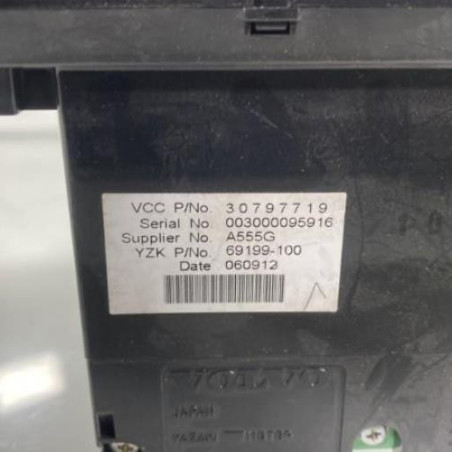 VCC P/No. 30797719
Serial No. 003000095916
Supplier No. A555G
YZK P/No. 69199-100
Date 060912
JAPAN